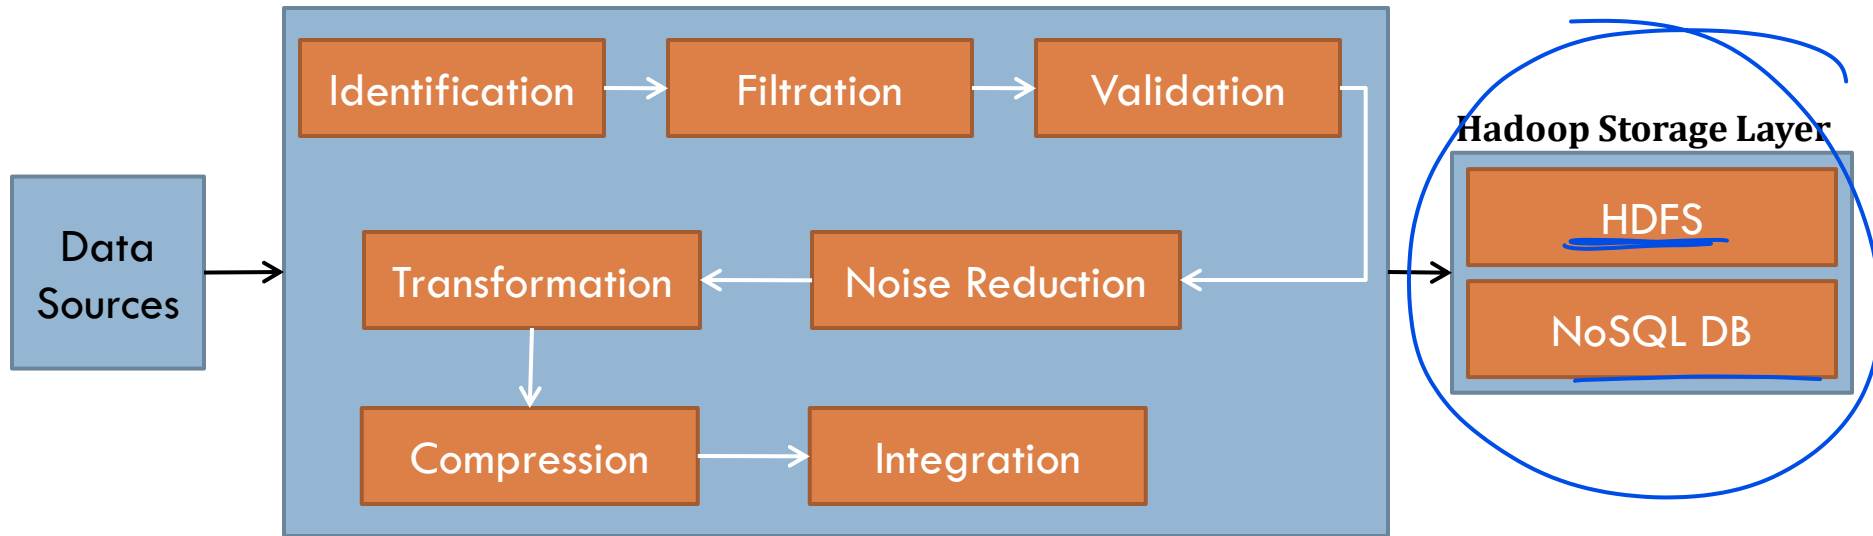 Identification
Filtration
Validation
Hadoop Storage Layer
Data
Sources
HDFS
Transformation
Noise Reduction
NoSQL DB
Compression
Integration